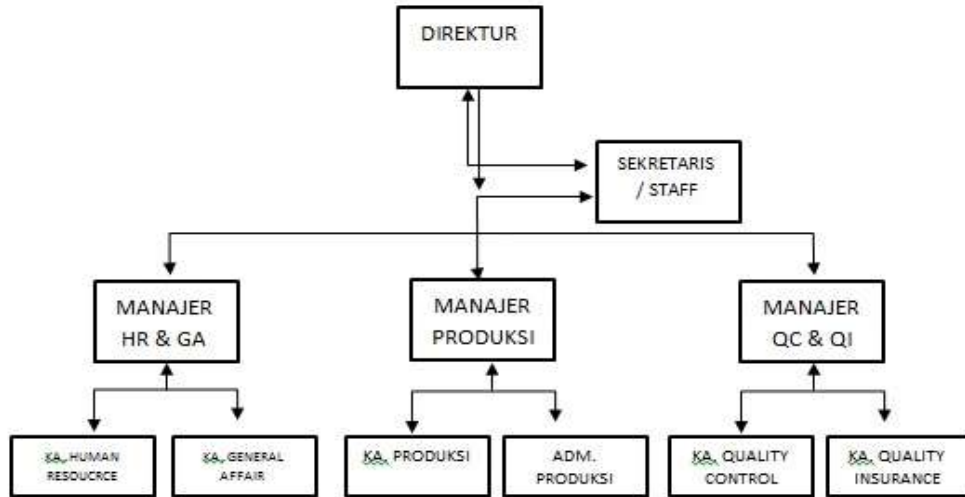 DIREKTUR
SEKRETARIS
/ STAFF
MANAJER
HR & GA
MANAJER
PRODUKSI
MANAJER
QC & QI
KA. HUMAN
RESOUCRCE
KA. GENERAL
AFFAIR
KA. PRODUKSI
ADM.
PRODUKSI
KA. QUALITY
CONTROL
KA. QUALITY
INSURANCE